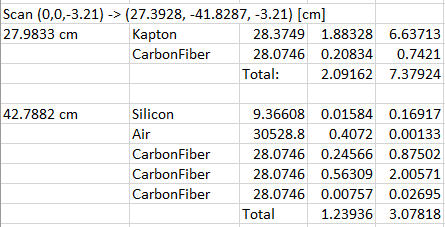 Scan (0,0,-3.21) -> (27.3928, -41.8287, -3.21) [cm]
27.9833 cm Kapton 28.3749 1.88328 6.63713
CarbonFiber 28.0746 0.20834 0.7421
Total: 2.09162 7.37924
42.7882 cm Silicon 9.36608 0.01584 0.16917
Air 30528.8 0.4072 0.00133
CarbonFiber 28.0746 0.24566 0.87502
CarbonFiber 28.0746 0.56309 2.00571
CarbonFiber 28.0746 0.00757 0.02695
Total 1.23936 3.07818